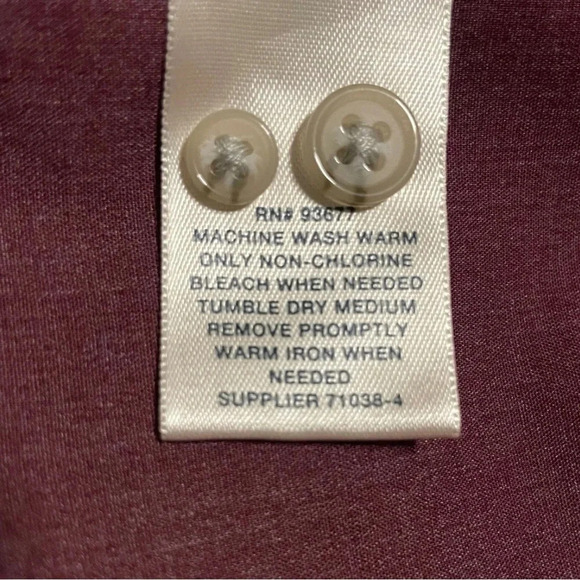 RN# 93677
MACHINE WASH WARM
ONLY NON-CHLORINE
BLEACH WHEN NEEDED
TUMBLE DRY MEDIUM
REMOVE PROMPTLY
WARM IRON WHEN
NEEDED
SUPPLIER 71038-4